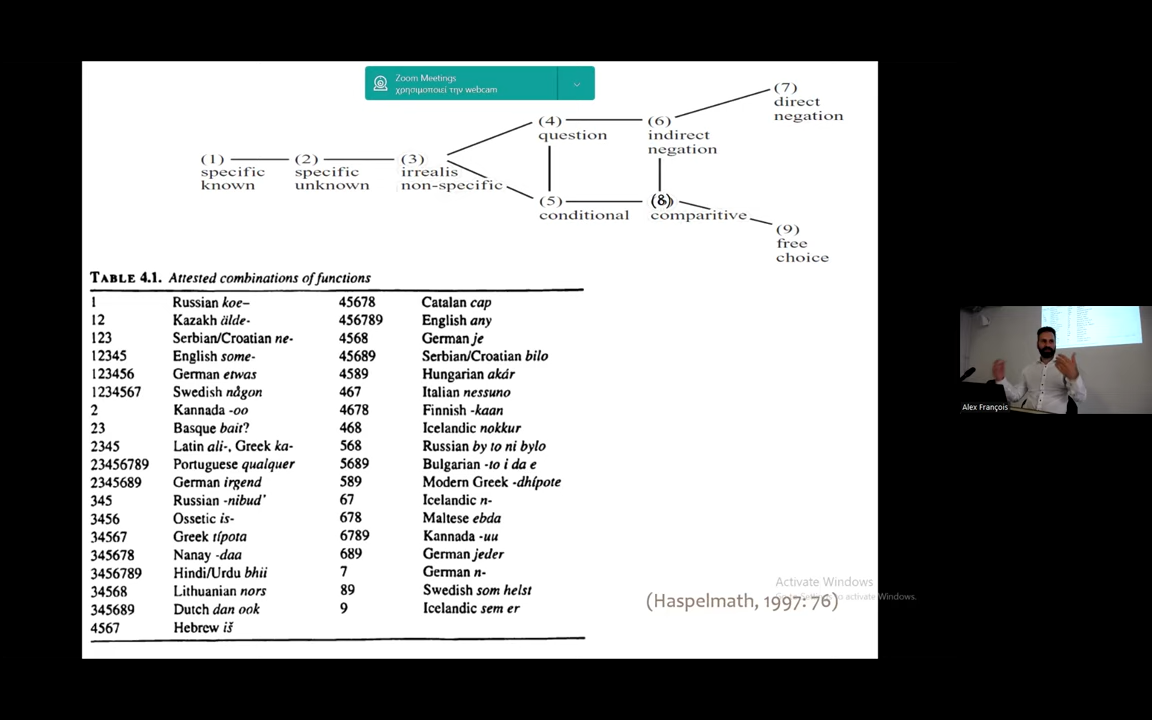 Zoom Meetings
χρησιμοποιεί την webcam
(1) specific known
(2) specific unknown
(3) irrealis non-specific
(4) question
(5) conditional
(6) indirect negation
(7) direct negation
(8) comparitive
(9) free choice
TABLE 4.1. Attested combinations of functions
1 Russian koe–
12 Kazakh älde-
123 Serbian/Croatian ne-
12345 English some-
123456 German etwas
1234567 Swedish någon
2 Kannada -oo
23 Basque bait?
2345 Latin ali-, Greek ka-
23456789 Portuguese qualquer
2345689 German irgend
345 Russian -nibud'
3456 Ossetic is-
34567 Greek típota
345678 Nanay -daa
3456789 Hindi/Urdu bhii
34568 Lithuanian nors
345689 Dutch dan ook
4567 Hebrew iš
45678 Catalan cap
456789 English any
4568 German je
45689 Serbian/Croatian bilo
4589 Hungarian akár
467 Italian nessuno
4678 Finnish -kaan
468 Icelandic nokkur
568 Russian by to ni bylo
5689 Bulgarian -to i da e
589 Modern Greek -dhípote
67 Icelandic n-
678 Maltese ebda
6789 Kannada -uu
689 German jeder
7 German n-
89 Swedish som helst
9 Icelandic sem er
(Haspelmath, 1997: 76)
Activate Windows
to activate Windows.
Alex François